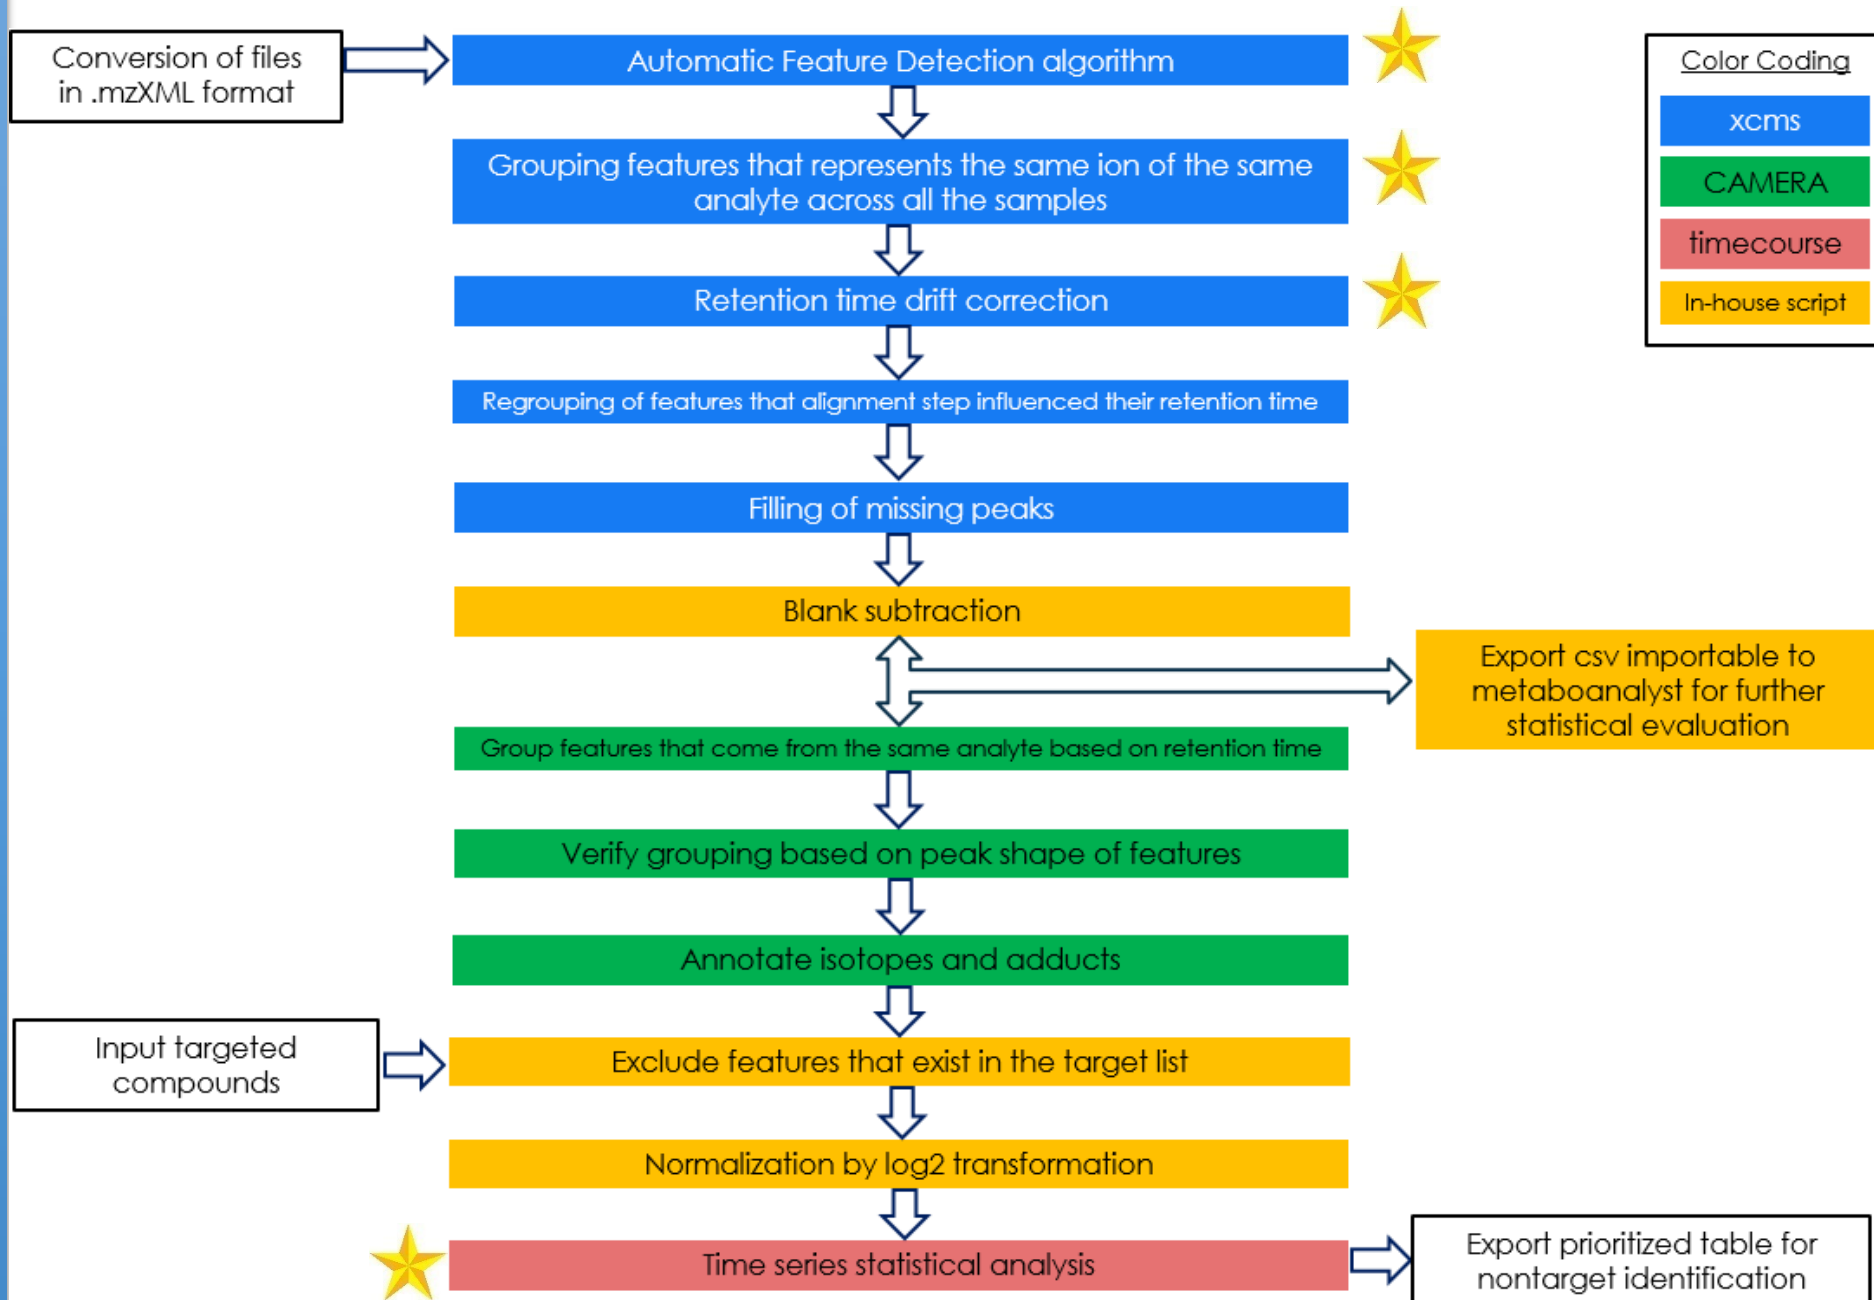 Conversion of files
in .mzXML format
Automatic Feature Detection algorithm
Color Coding
xcms
CAMERA
timecourse
In-house script
Grouping features that represents the same ion of the same
analyte across all the samples
Retention time drift correction
Regrouping of features that alignment step influenced their retention time
Filling of missing peaks
Blank subtraction
Export csv importable to
metaboanalyst for further
statistical evaluation
Group features that come from the same analyte based on retention time
Verify grouping based on peak shape of features
Annotate isotopes and adducts
Input targeted
compounds
Exclude features that exist in the target list
Normalization by log2 transformation
Time series statistical analysis
Export prioritized table for
nontarget identification